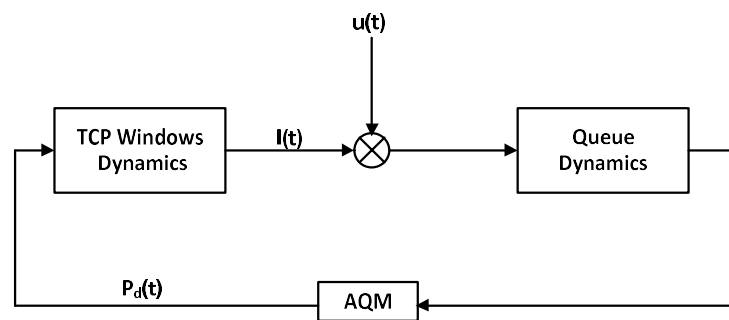 u(t)
TCP Windows
Dynamics
I(t)
Queue
Dynamics
Pd(t)
AQM